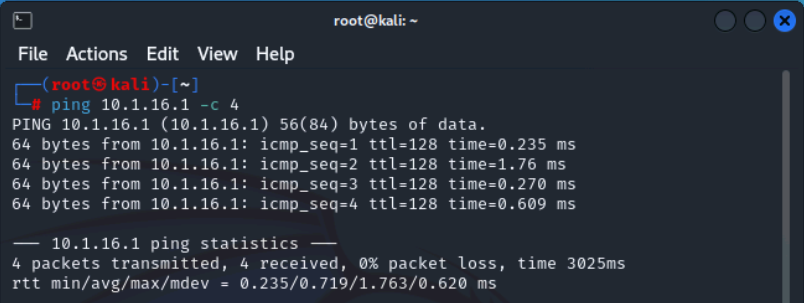 root@kali: ~
File Actions Edit View Help
┌──(root㉿kali)-[~]
└─# ping 10.1.16.1 -c 4
PING 10.1.16.1 (10.1.16.1) 56(84) bytes of data.
64 bytes from 10.1.16.1: icmp_seq=1 ttl=128 time=0.235 ms
64 bytes from 10.1.16.1: icmp_seq=2 ttl=128 time=1.76 ms
64 bytes from 10.1.16.1: icmp_seq=3 ttl=128 time=0.270 ms
64 bytes from 10.1.16.1: icmp_seq=4 ttl=128 time=0.609 ms
--- 10.1.16.1 ping statistics ---
4 packets transmitted, 4 received, 0% packet loss, time 3025ms
rtt min/avg/max/mdev = 0.235/0.719/1.763/0.620 ms